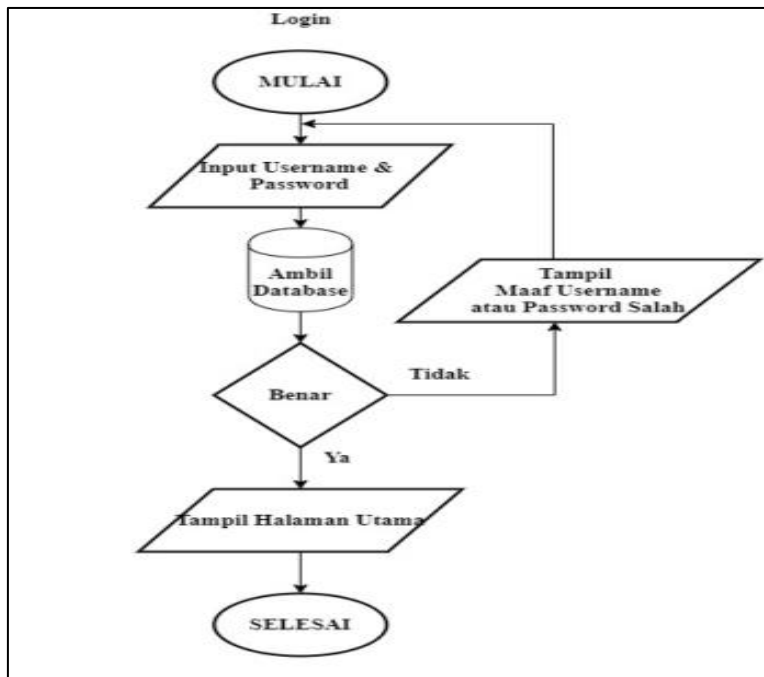 Login
MULAI
Input Username &
Password
Ambil
Database
Tampil
Maaf Username
atau Password Salah
Benar
Tidak
Ya
Tampil Halaman Utama
SELESAI